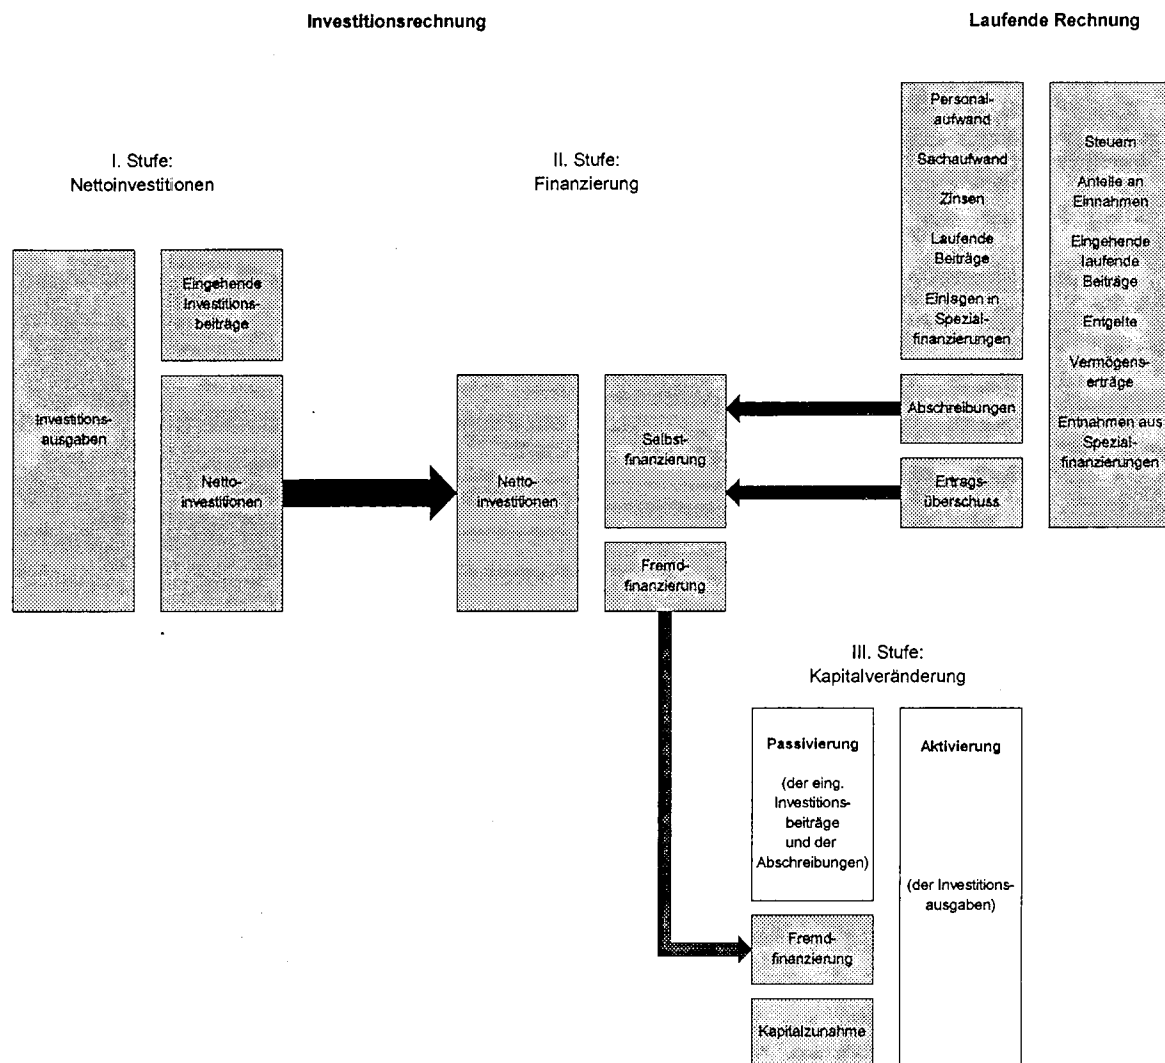 Investitionsrechnung
Laufende Rechnung
I. Stufe:
Nettoinvestitionen
II. Stufe:
Finanzierung
Investitions-
ausgaben
Eingehende
Investitions-
beiträge
Netto-
investitionen
Netto-
investitionen
Selbst-
finanzierung
Fremd-
finanzierung
Personal-
aufwand
Sachaufwand
Zinsen
Laufende
Beiträge
Einlagen in
Spezial-
finanzierungen
Abschreibungen
Ertrags-
überschuss
Steuern
Anteile an
Einnahmen
Eingehende
laufende
Beiträge
Entgelte
Vermögens-
erträge
Entnahmen aus
Spezial-
finanzierungen
III. Stufe:
Kapitalveränderung
Passivierung
(der eing.
Investitions-
beiträge
und der
Abschreibungen)
Fremd-
finanzierung
Kapitalzunahme
Aktivierung
(der Investitions-
ausgaben)